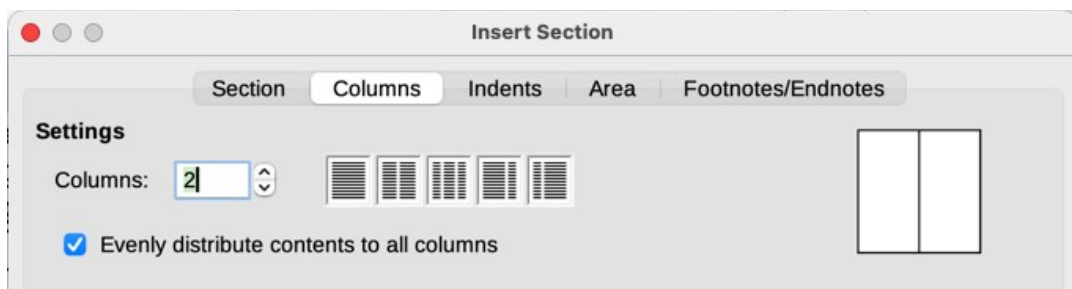 Insert Section
Section Columns Indents Area Footnotes/Endnotes
Settings
Columns: 2
Evenly distribute contents to all columns